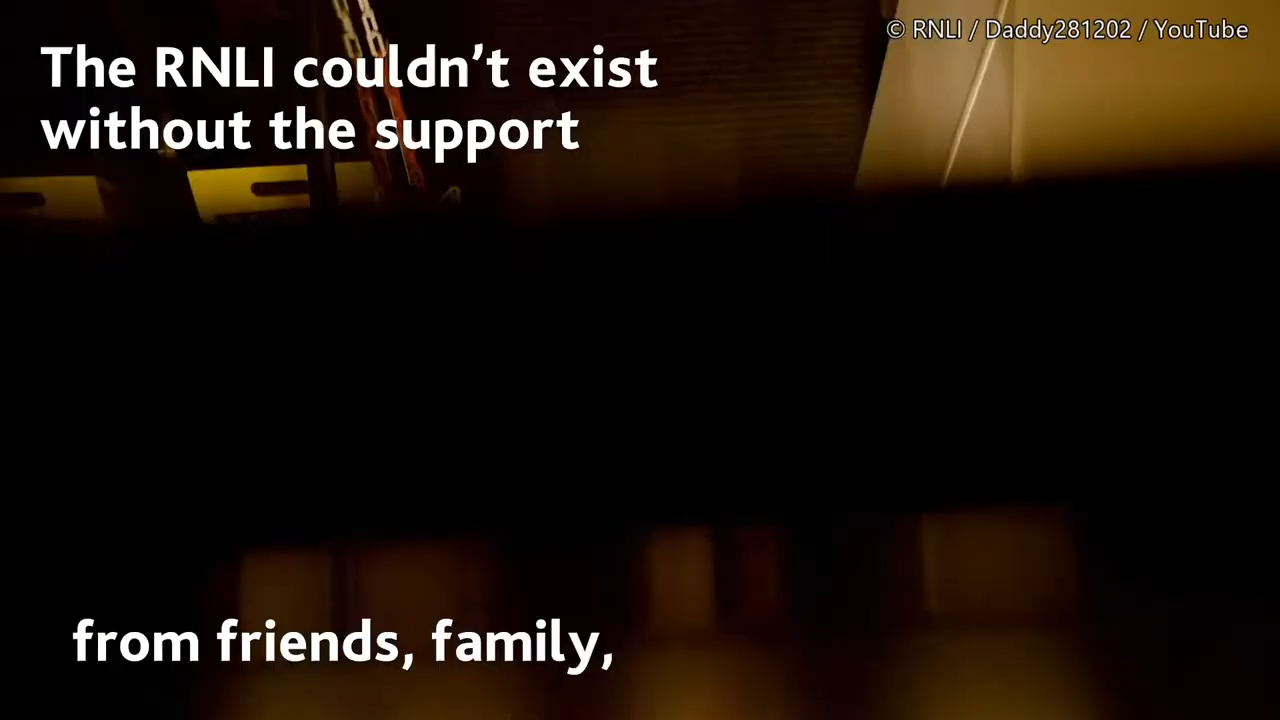 © RNLI / Daddy281202 / YouTube
The RNLI couldn’t exist
without the support
from friends, family,